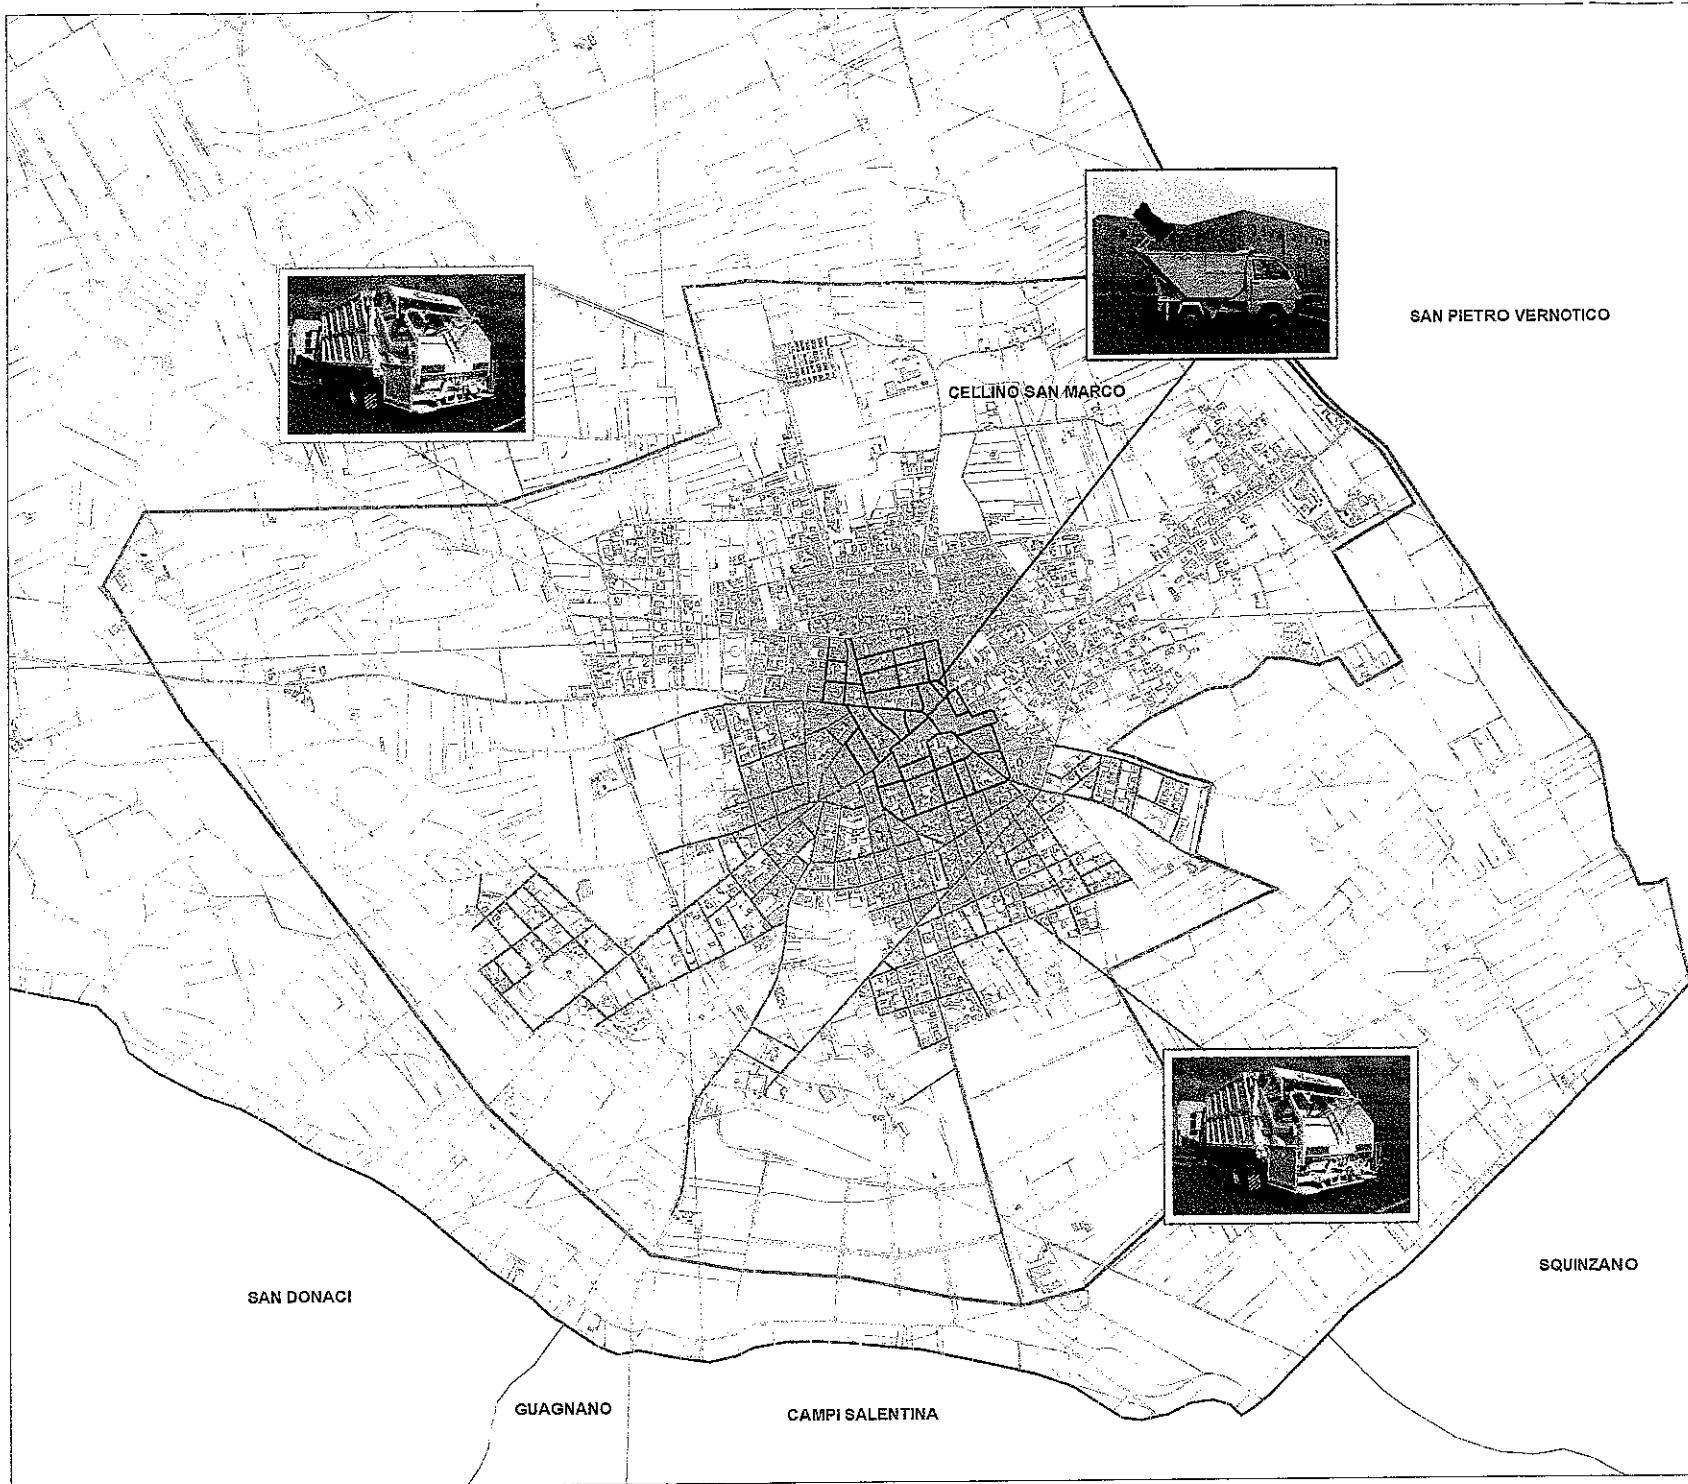 SAN PIETRO VERNOTICO
CELLINO SAN MARCO
SQUINZANO
SAN DONACI
GUAGNANO
CAMPI SALENTINA